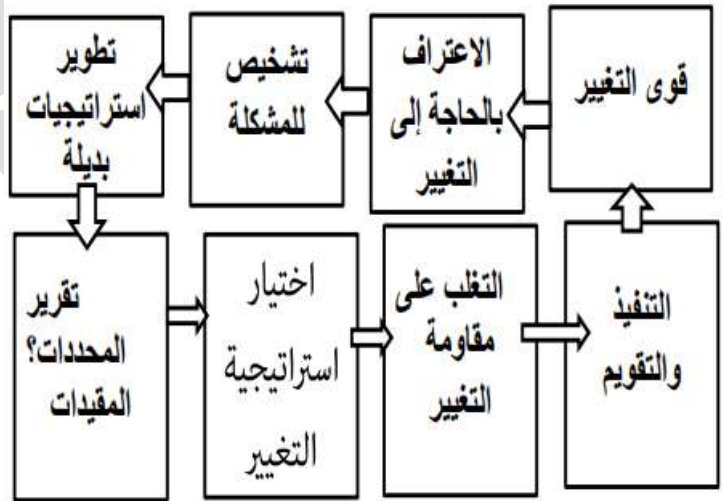 قوى التغيير
الاعتراف
بالحاجة إلى
التغيير
تشخيص
للمشكلة
تطوير
استراتيجيات
بديلة
تقرير
المحددات؟
المقيدات
اختيار
استراتيجية
التغيير
التغلب على
مقاومة
التغيير
التنفيذ
والتقويم